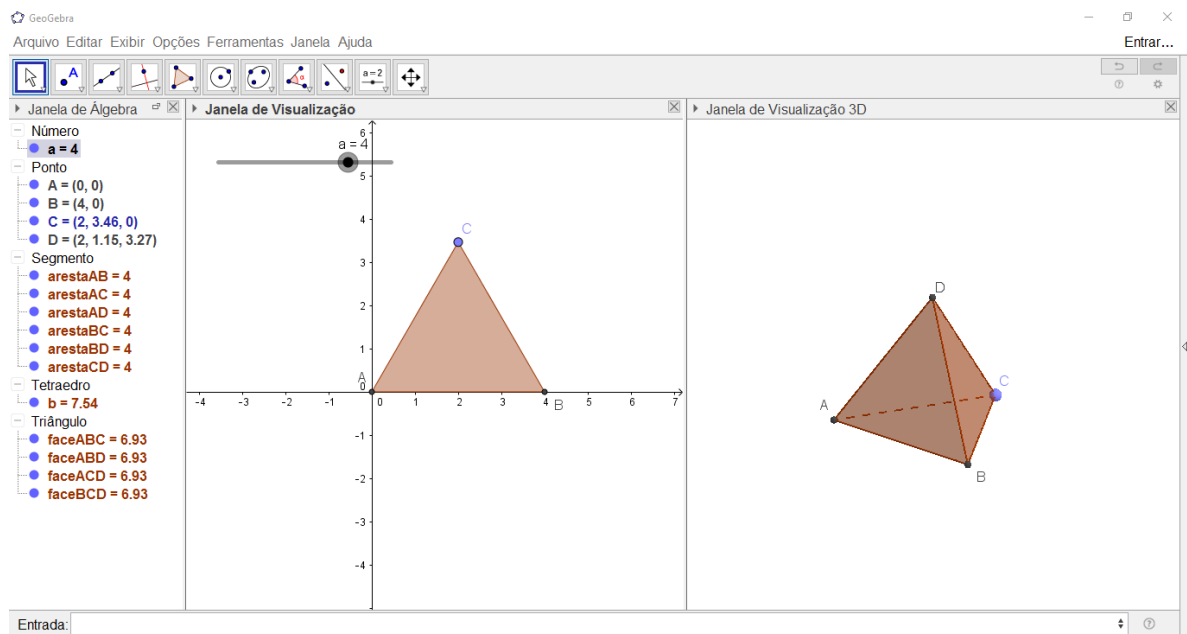 GeoGebra
Arquivo Editar Exibir Opções Ferramentas Janela Ajuda
Entrar...
A
α
a=2
Janela de Álgebra
Janela de Visualização
Janela de Visualização 3D
Número
a = 4
Ponto
A = (0, 0)
B = (4, 0)
C = (2, 3.46, 0)
D = (2, 1.15, 3.27)
Segmento
arestaAB = 4
arestaAC = 4
arestaAD = 4
arestaBC = 4
arestaBD = 4
arestaCD = 4
Tetraedro
b = 7.54
Triângulo
faceABC = 6.93
faceABD = 6.93
faceACD = 6.93
faceBCD = 6.93
6
a = 4
5
4
C
3
2
1
A
0
-4 -3 -2 -1 0 1 2 3 4 5 6 7
B
-1
-2
-3
-4
D
C
A
B
Entrada: